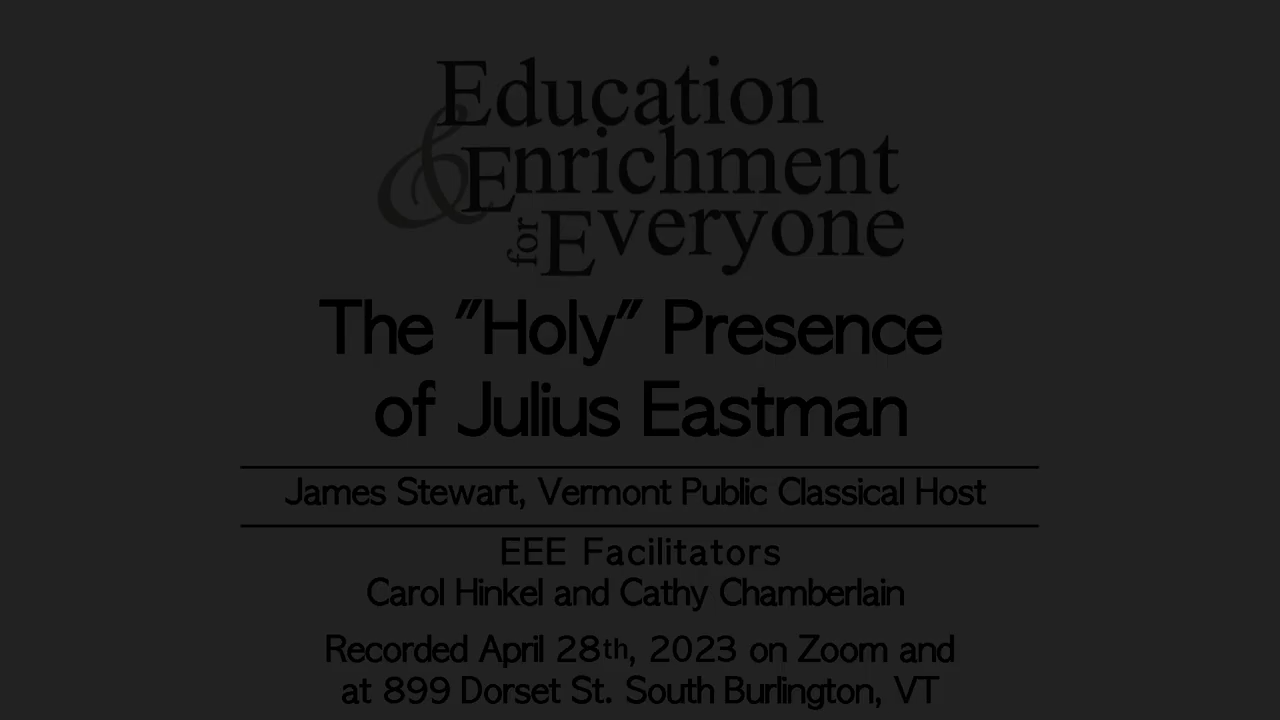 Education
& Enrichment
for Everyone
The "Holy" Presence
of Julius Eastman
James Stewart, Vermont Public Classical Host
EEE Facilitators
Carol Hinkel and Cathy Chamberlain
Recorded April 28th, 2023 on Zoom and
at 899 Dorset St. South Burlington, VT